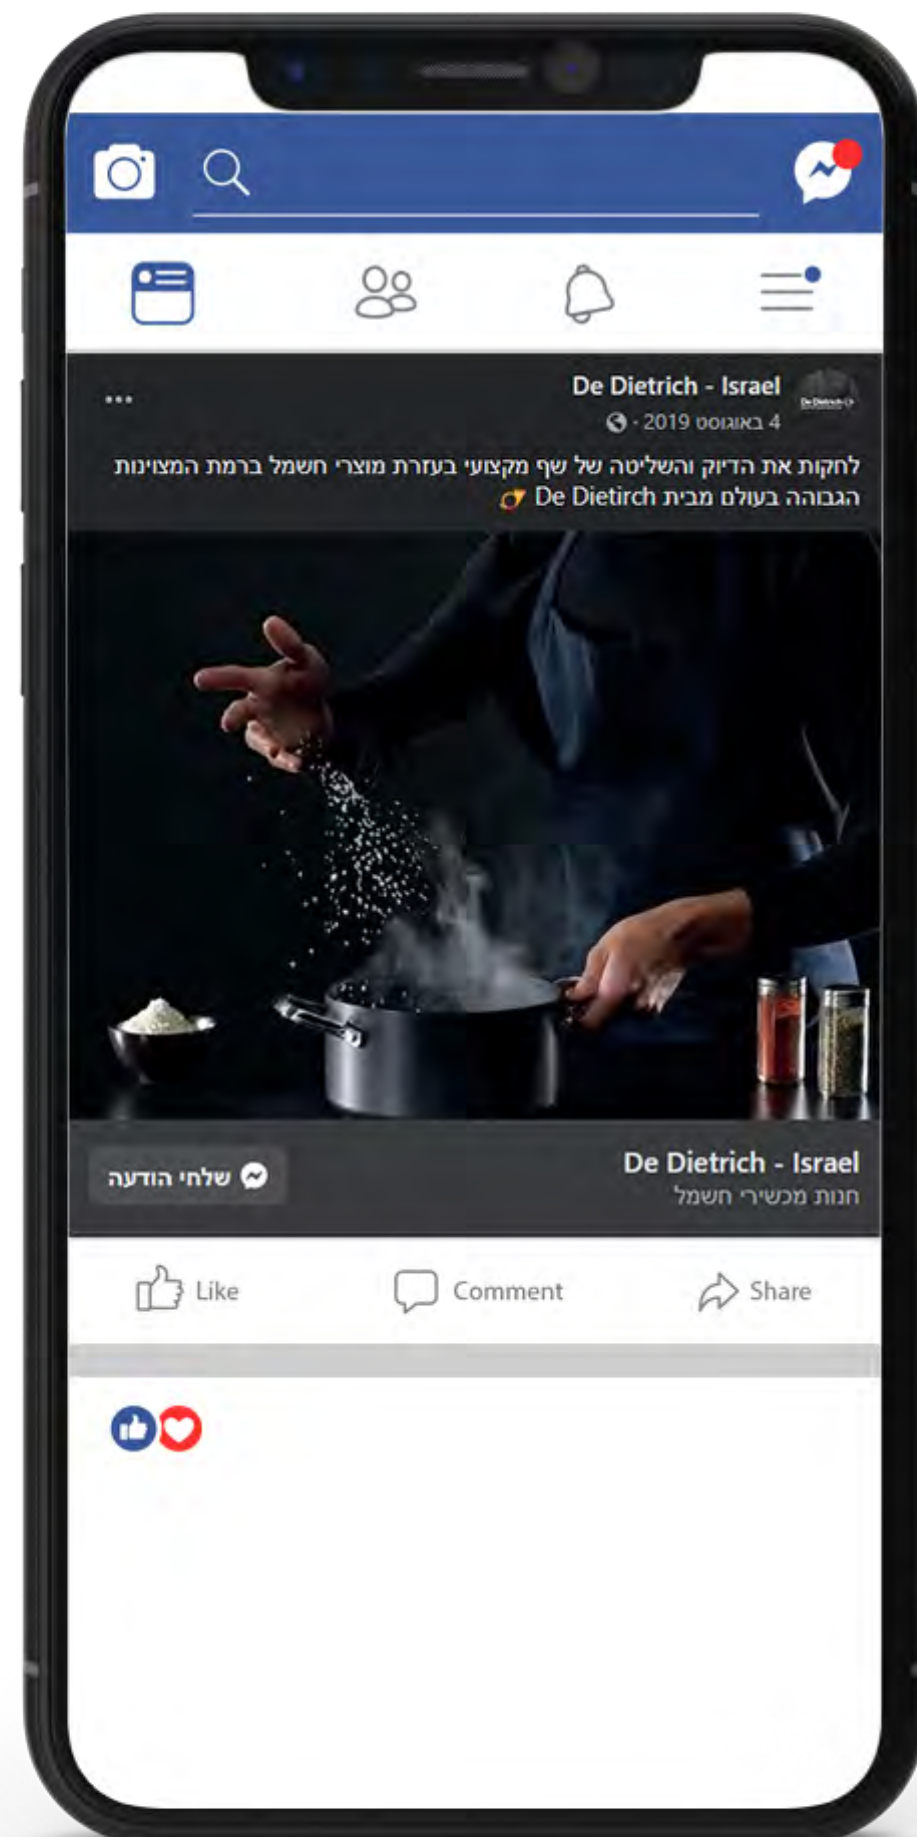 De Dietrich - Israel
4 באוגוסט 2019
לחקות את הדיוק והשליטה של שף מקצועי בעזרת מוצרי חשמל ברמת המצוינות
הגבוהה בעולם מבית De Dietirch
De Dietrich - Israel
חנות מכשירי חשמל
שלחי הודעה
Like
Comment
Share